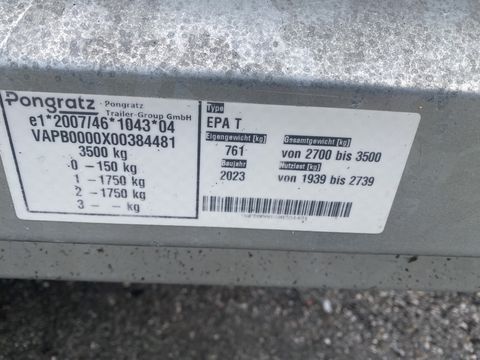 Pongratz Pongratz
Trailer-Group GmbH
e1*2007/46*1043*04
VAPB0000X00384481
3500 kg
0 -150 kg
1 -1750 kg
2 -1750 kg
3 - - kg
Type
EPA T
Eigengewicht [kg] Gesamtgewicht [kg]
761 von 2700 bis 3500
Baujahr Nutzlast [kg]
2023 von 1939 bis 2739